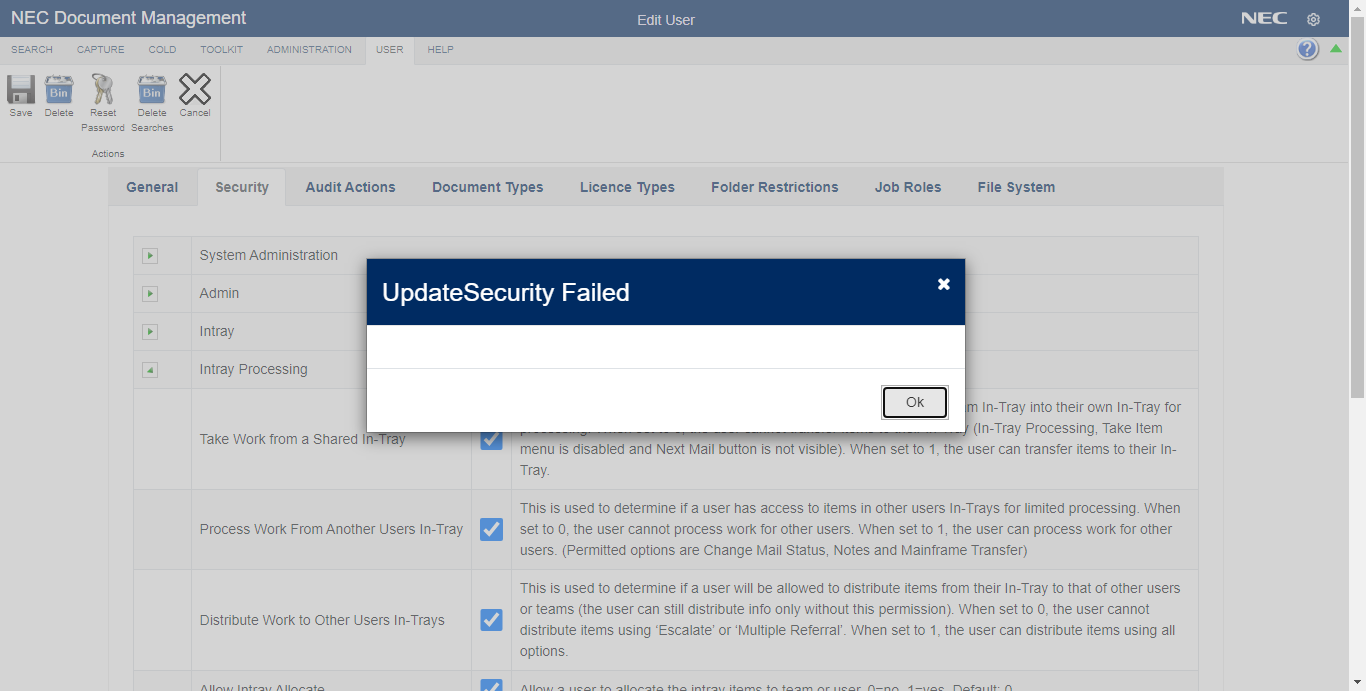 NEC Document Management
Edit User
NEC
SEARCH CAPTURE COLD TOOLKIT ADMINISTRATION USER HELP
?
Bin Bin
Save Delete Reset Delete Cancel
Password Searches
Actions
General Security Audit Actions Document Types Licence Types Folder Restrictions Job Roles File System
System Administration
Admin
Intray
Intray Processing
UpdateSecurity Failed
Ok
Take Work from a Shared In-Tray
In-Tray into their own In-Tray for
(In-Tray Processing, Take Item
menu is disabled and Next Mail button is not visible). When set to 1, the user can transfer items to their In-
Tray.
Process Work From Another Users In-Tray
This is used to determine if a user has access to items in other users In-Trays for limited processing. When
set to 0, the user cannot process work for other users. When set to 1, the user can process work for other
users. (Permitted options are Change Mail Status, Notes and Mainframe Transfer)
Distribute Work to Other Users In-Trays
This is used to determine if a user will be allowed to distribute items from their In-Tray to that of other users
or teams (the user can still distribute info only without this permission). When set to 0, the user cannot
distribute items using ‘Escalate’ or ‘Multiple Referral’. When set to 1, the user can distribute items using all
options.
Allow Intray Allocate
Allow a user to allocate the intray items to team or user. 0=no, 1=yes. Default: 0